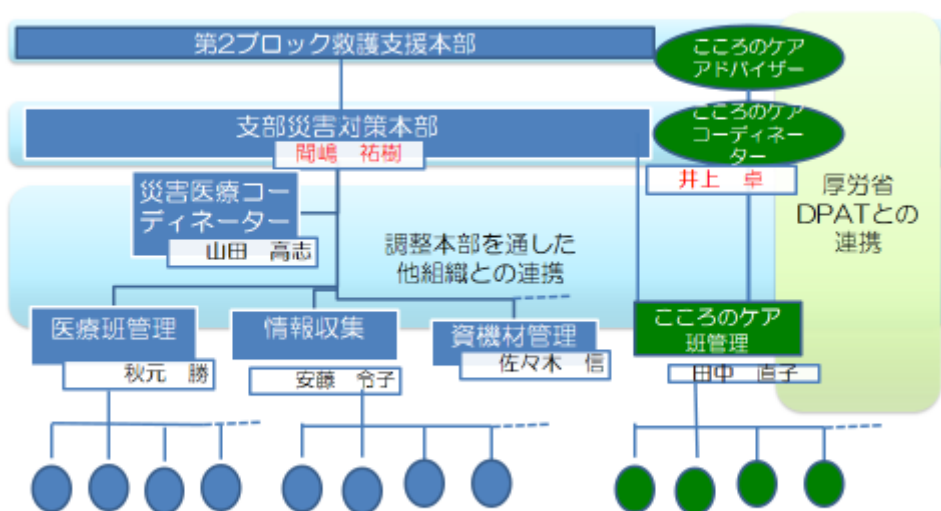 第2ブロック救護支援本部
こころのケア
アドバイザー
支部災害対策本部
間嶋　祐樹
こころのケア
コーディネー
ター
井上　卓
災害医療コー
ディネーター
山田　高志
調整本部を通した
他組織との連携
厚労省
DPATとの
連携
医療班管理
秋元　勝
情報収集
安藤　令子
資機材管理
佐々木　信
こころのケア
班管理
田中　直子